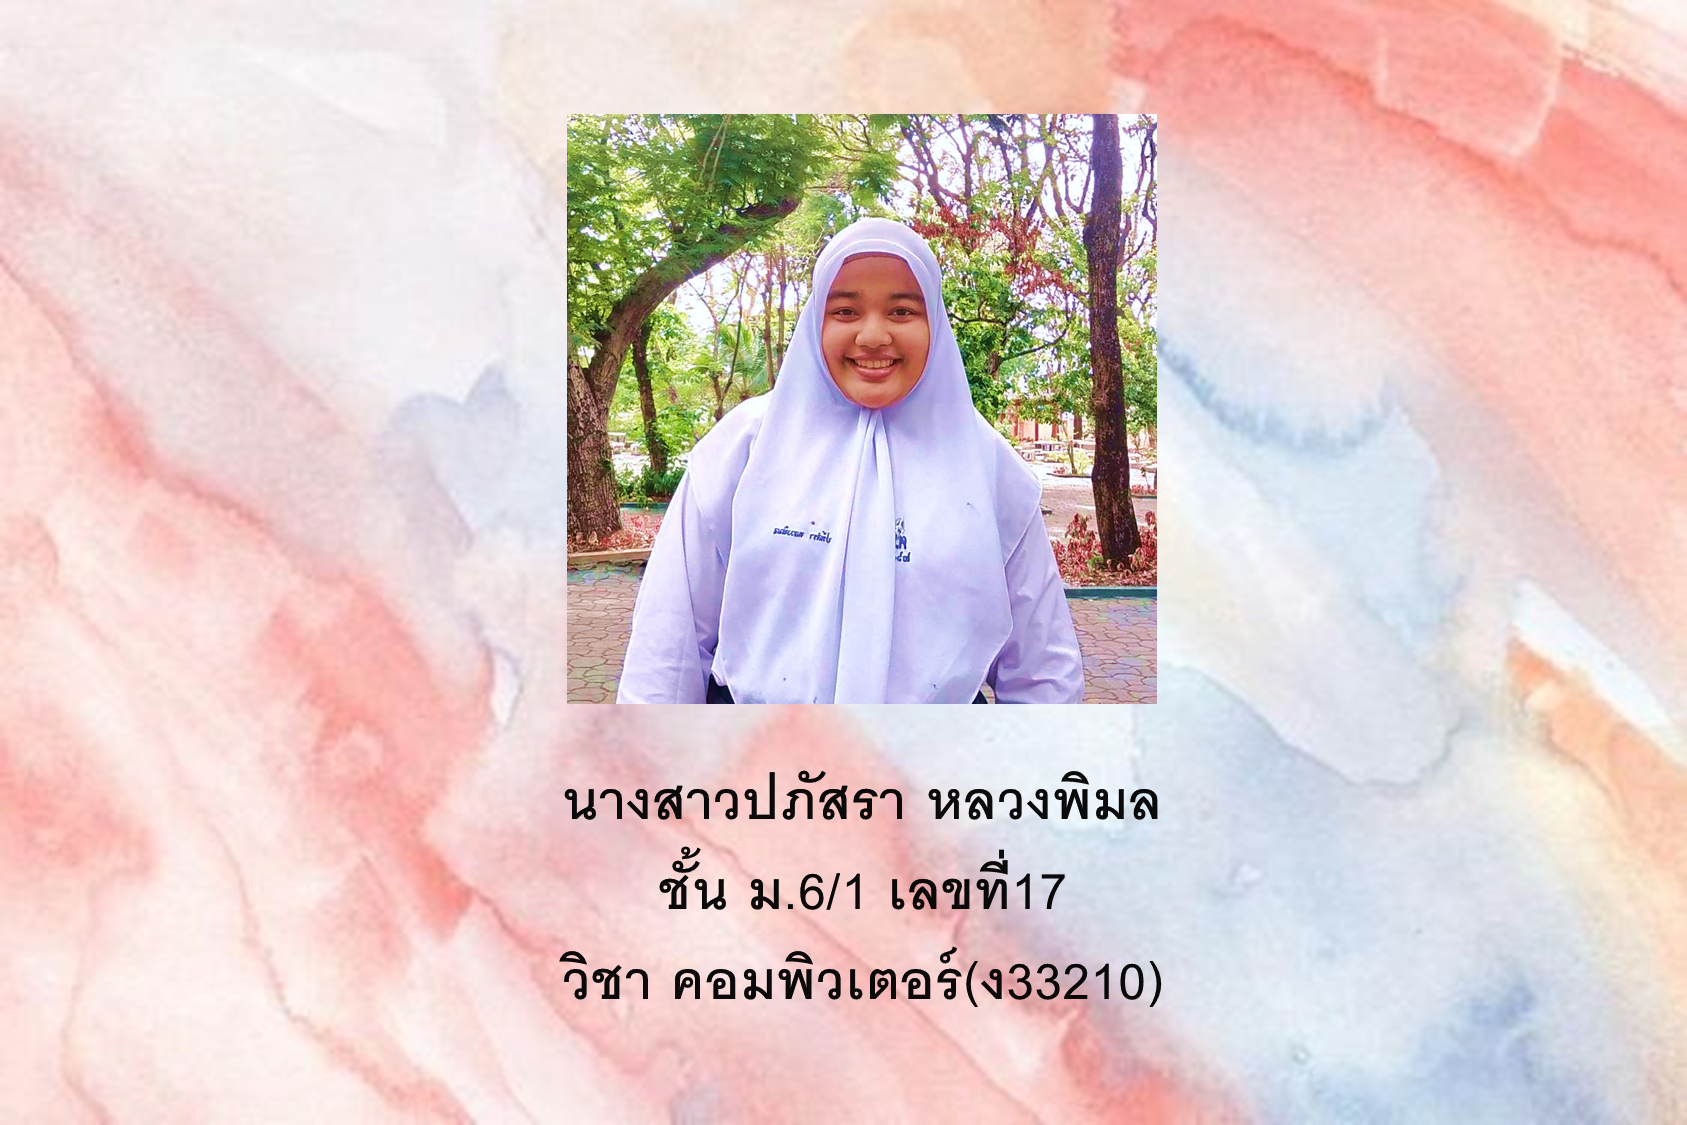 นางสาวปภัสรา หลวงพิมล
ชั้น ม.6/1 เลขที่17
วิชา คอมพิวเตอร์(ง33210)